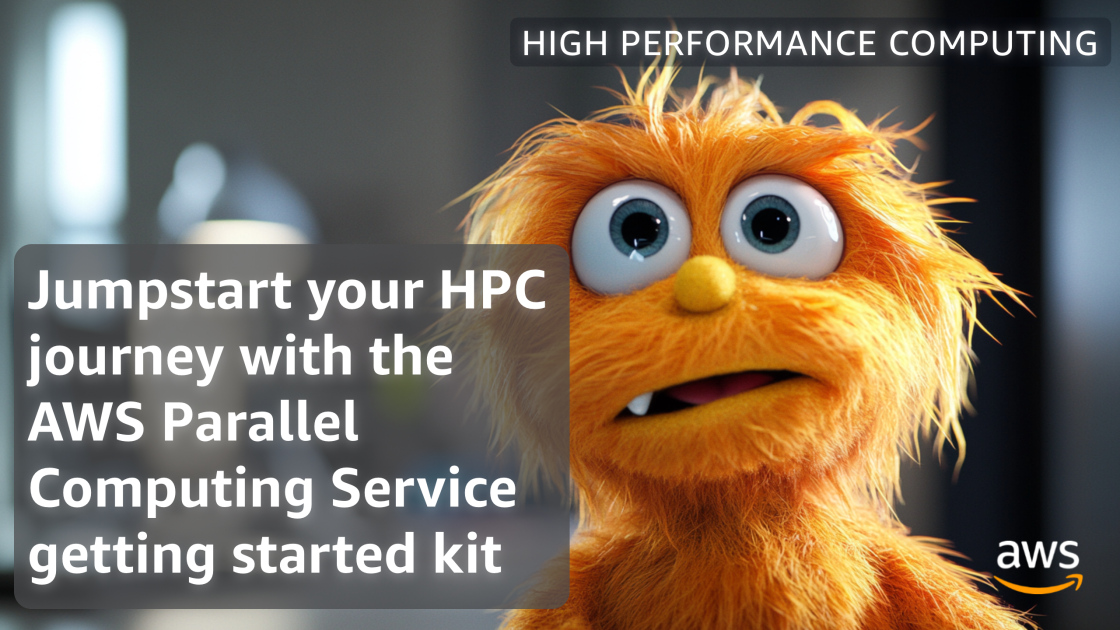 HIGH PERFORMANCE COMPUTING
Jumpstart your HPC
journey with the
AWS Parallel
Computing Service
getting started kit
aws